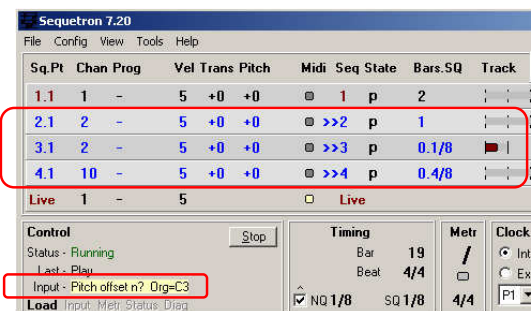 Sequetron 7.20
File Config View Tools Help
Sq.Pt Chan Prog Vel Trans Pitch Midi Seq State Bars.SQ Track
1.1 1 - 5 +0 +0 1 p 2
2.1 2 - 5 +0 +0 >>2 p 1
3.1 2 - 5 +0 +0 >>3 p 0.1/8
4.1 10 - 5 +0 +0 >>4 p 0.4/8
Live 1 - 5 Live
Control Stop Timing Metr Clock
Status - Running Bar 19 / Int
Last - Play Beat 4/4 Ex
Input - Pitch offset n? Org=C3
Load Input Metr Status Diag NQ 1/8 SQ 1/8 4/4 P1